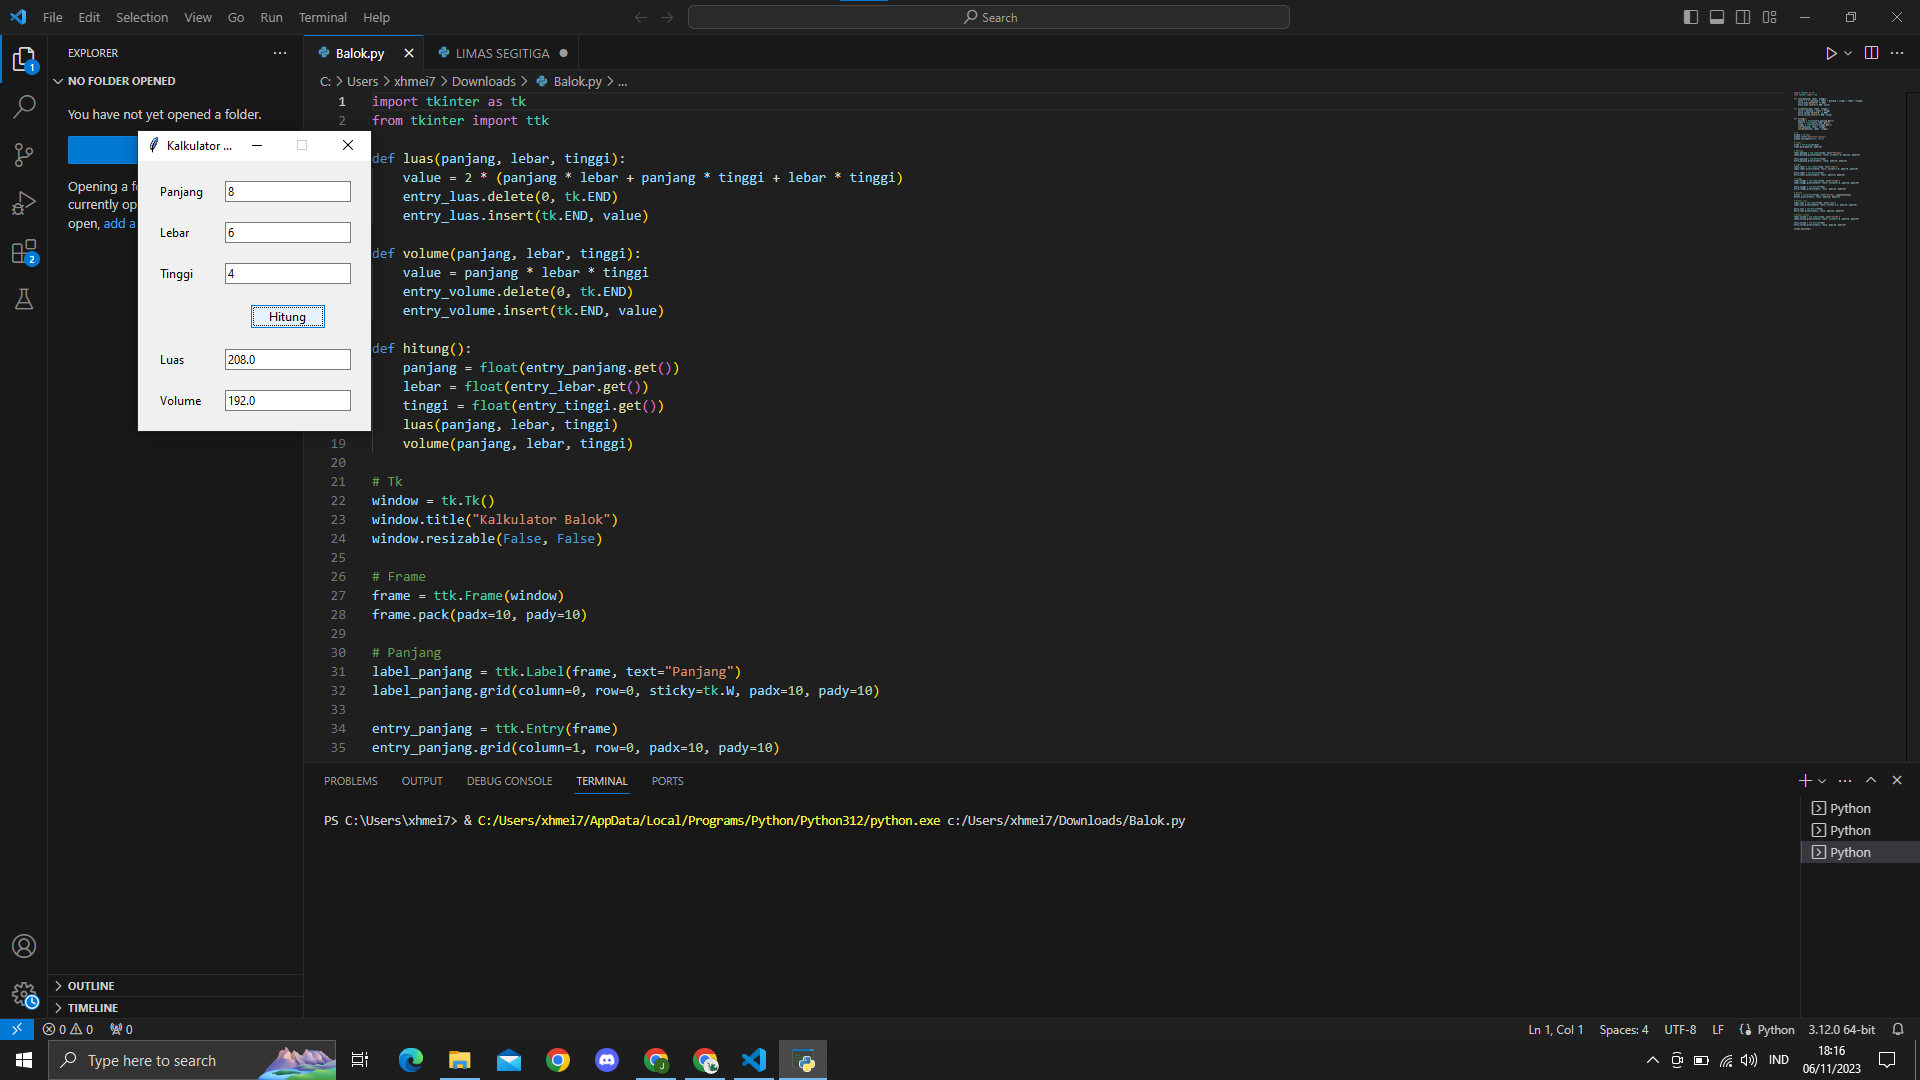 File Edit Selection View Go Run Terminal Help
Search
EXPLORER
NO FOLDER OPENED
You have not yet opened a folder.
Opening a f
currently op
open, add a
1
2
Kalkulator ...
Panjang 8
Lebar 6
Tinggi 4
Hitung
Luas 208.0
Volume 192.0
OUTLINE
TIMELINE
Balok.py
LIMAS SEGITIGA
C: > Users > xhmei7 > Downloads > Balok.py > ...
1 import tkinter as tk
2 from tkinter import ttk
def luas(panjang, lebar, tinggi):
value = 2 * (panjang * lebar + panjang * tinggi + lebar * tinggi)
entry_luas.delete(0, tk.END)
entry_luas.insert(tk.END, value)
def volume(panjang, lebar, tinggi):
value = panjang * lebar * tinggi
entry_volume.delete(0, tk.END)
entry_volume.insert(tk.END, value)
def hitung():
panjang = float(entry_panjang.get())
lebar = float(entry_lebar.get())
tinggi = float(entry_tinggi.get())
luas(panjang, lebar, tinggi)
19 volume(panjang, lebar, tinggi)
20
21 # Tk
22 window = tk.Tk()
23 window.title("Kalkulator Balok")
24 window.resizable(False, False)
25
26 # Frame
27 frame = ttk.Frame(window)
28 frame.pack(padx=10, pady=10)
29
30 # Panjang
31 label_panjang = ttk.Label(frame, text="Panjang")
32 label_panjang.grid(column=0, row=0, sticky=tk.W, padx=10, pady=10)
33
34 entry_panjang = ttk.Entry(frame)
35 entry_panjang.grid(column=1, row=0, padx=10, pady=10)
PROBLEMS OUTPUT DEBUG CONSOLE TERMINAL PORTS
PS C:\Users\xhmei7> & C:/Users/xhmei7/AppData/Local/Programs/Python/Python312/python.exe c:/Users/xhmei7/Downloads/Balok.py
Python
Python
Python
0 0 0
Ln 1, Col 1 Spaces: 4 UTF-8 LF Python 3.12.0 64-bit
Type here to search
J
IND
18:16
06/11/2023